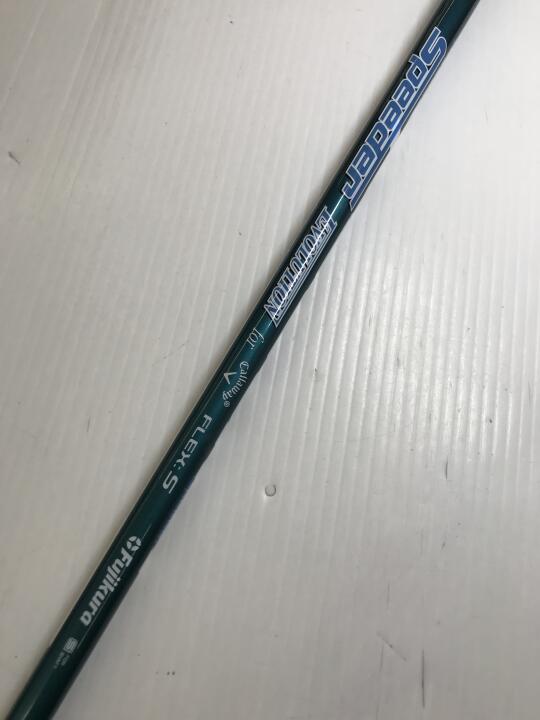 Speeder
EVOLUTION
for Callaway®
FLEX: S
Fujikura